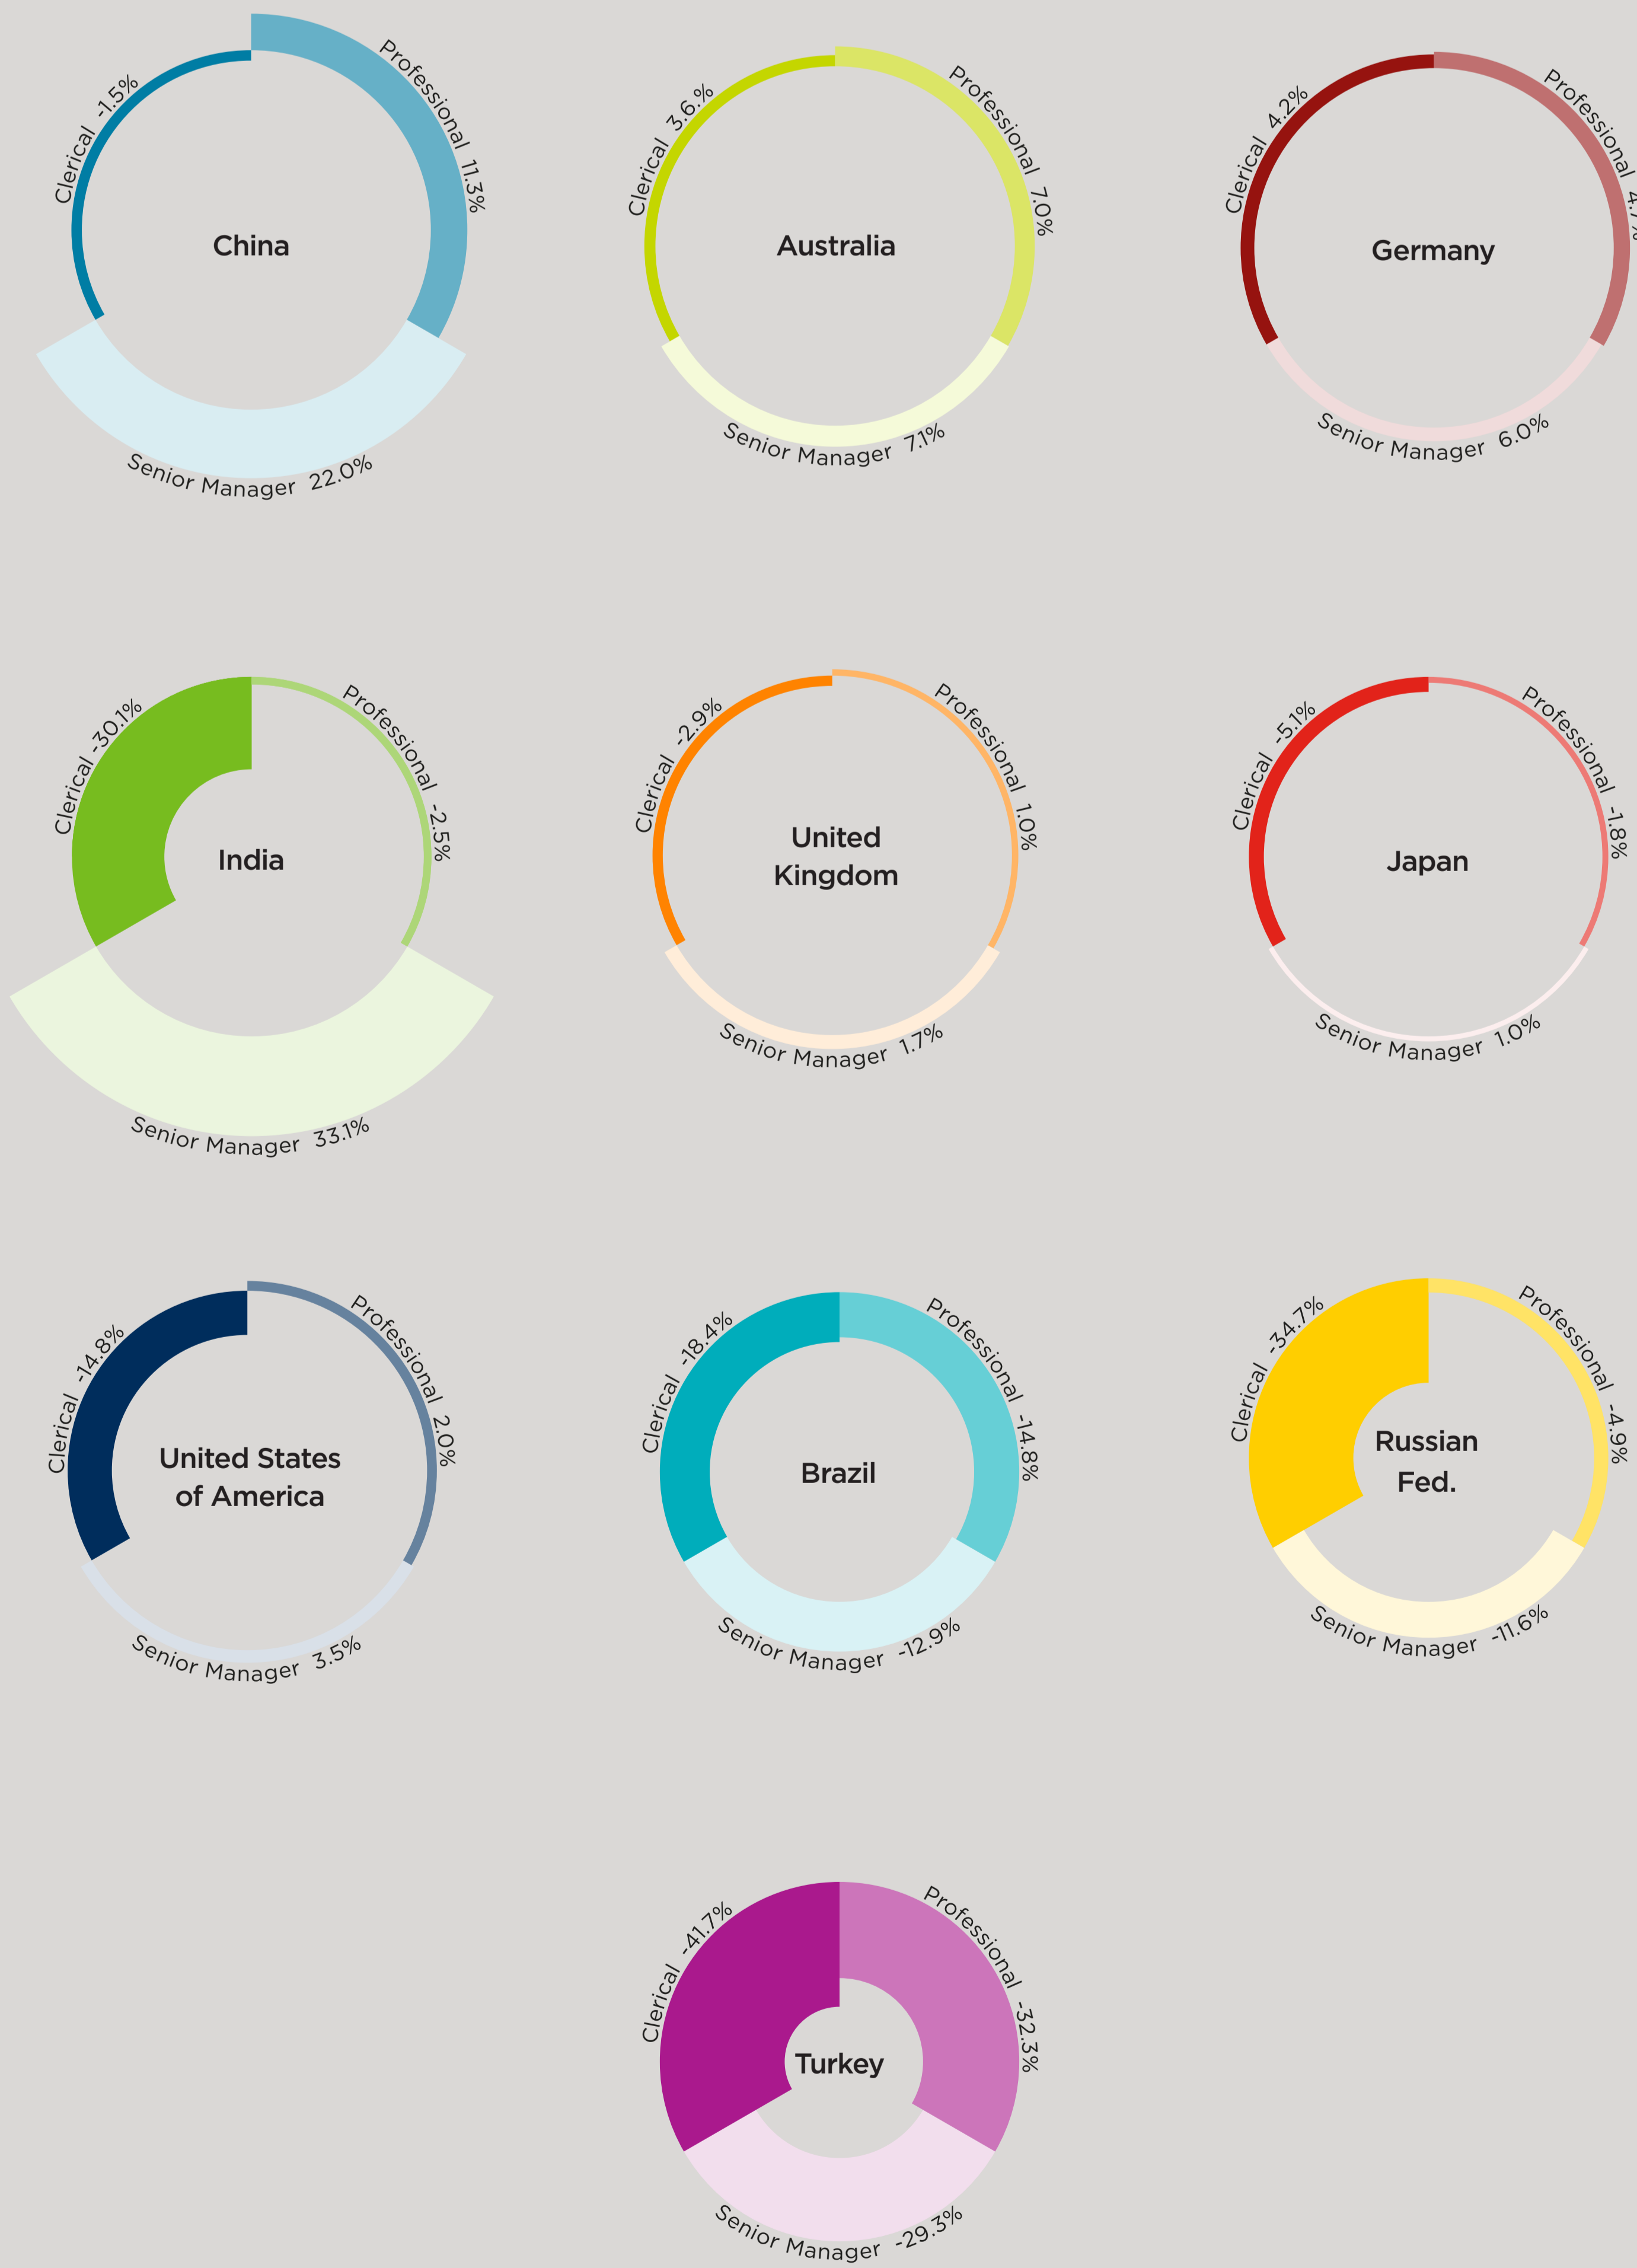 Clerical -1.5%
Professional 11.3%
China
Senior Manager 22.0%
Clerical 3.6%
Professional 7.0%
Australia
Senior Manager 7.1%
Clerical 4.2%
Professional
Germany
Senior Manager 6.0%
Clerical -30.1%
Professional -2.5%
India
Senior Manager 33.1%
Clerical -2.9%
Professional 1.0%
United
Kingdom
Senior Manager 1.7%
Clerical -5.1%
Professional -1.8%
Japan
Senior Manager 1.0%
Clerical -14.8%
Professional 2.0%
United States
of America
Senior Manager 3.5%
Clerical -18.4%
Professional -14.8%
Brazil
Senior Manager -12.9%
Clerical -34.7%
Professional -4.9%
Russian
Fed.
Senior Manager -11.6%
Clerical -41.7%
Professional -32.3%
Turkey
Senior Manager -29.3%